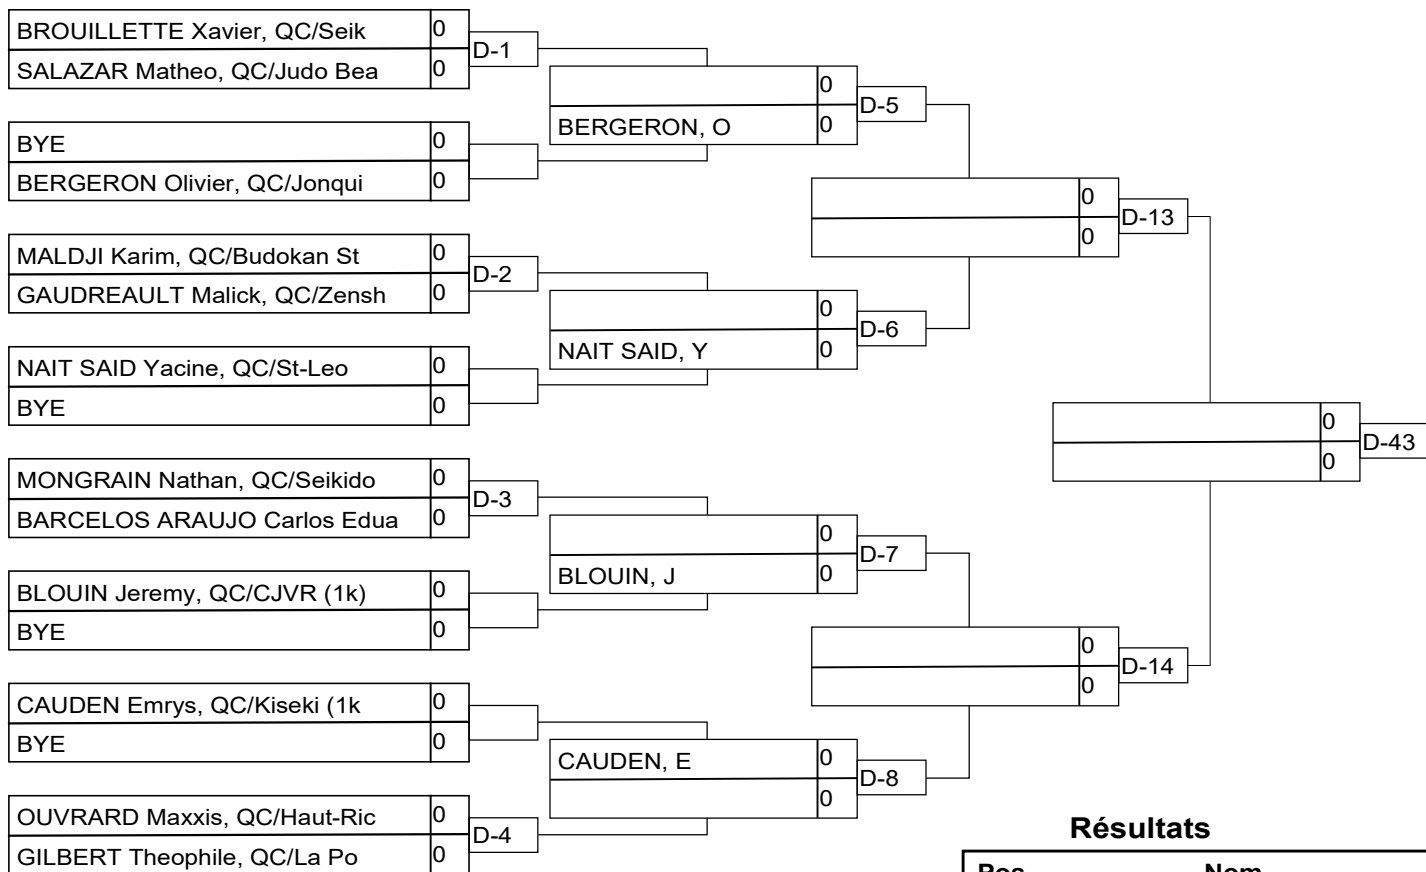 BROUILLETTE Xavier, QC/Seik 0
SALAZAR Matheo, QC/Judo Bea 0
D-1
BYE 0
BERGERON Olivier, QC/Jonqui 0
MALDJI Karim, QC/Budokan St 0
GAUDREAULT Malick, QC/Zensh 0
D-2
NAIT SAID Yacine, QC/St-Leo 0
BYE 0
MONGRAIN Nathan, QC/Seikido 0
BARCELOS ARAUJO Carlos Edua 0
D-3
BLOUIN Jeremy, QC/CJVR (1k) 0
BYE 0
CAUDEN Emrys, QC/Kiseki (1k 0
BYE 0
OUVRARD Maxxis, QC/Haut-Ric 0
GILBERT Theophile, QC/La Po 0
D-4
0
BERGERON, O 0
D-5
0
NAIT SAID, Y 0
D-6
0
BLOUIN, J 0
D-7
CAUDEN, E 0
0
D-8
0
0
D-13
0
0
D-14
0
0
D-43
Résultats
Pos Nom